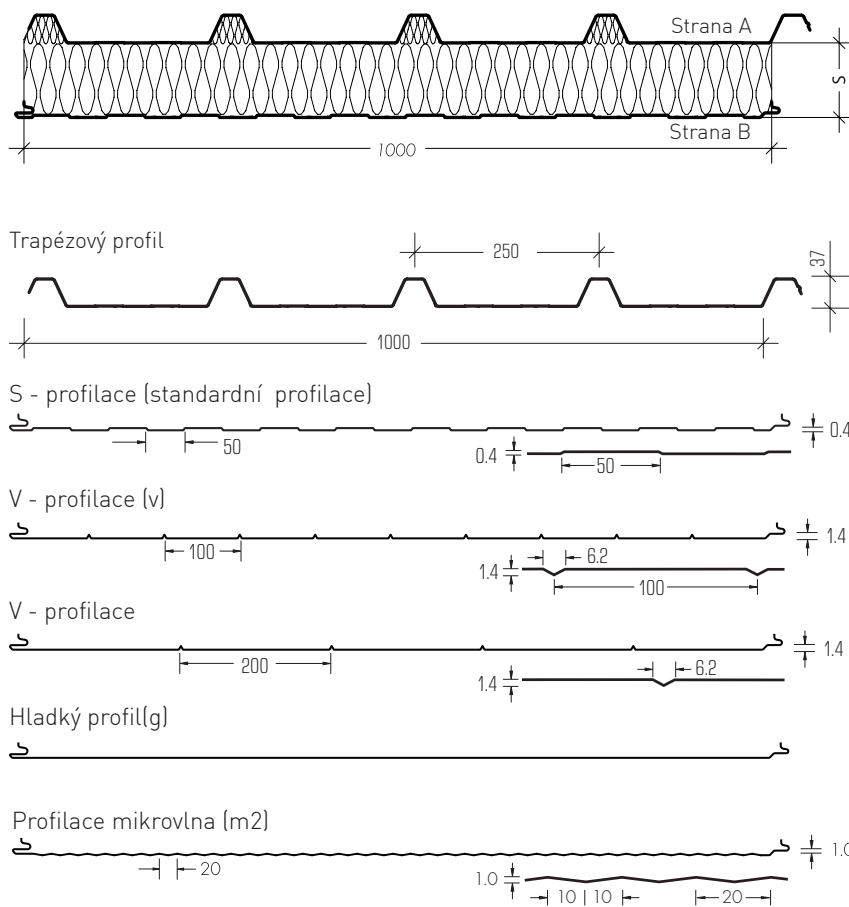 Strana A
S
Strana B
1000
Trapézový profil
250
37
1000
S - profilace (standardní profilace)
50
0.4
0.4
50
V - profilace (v)
100
1.4
6.2
1.4
100
V - profilace
200
1.4
6.2
1.4
Hladký profil(g)
Profilace mikrovlna (m2)
20
1.0
1.0
10 10
20